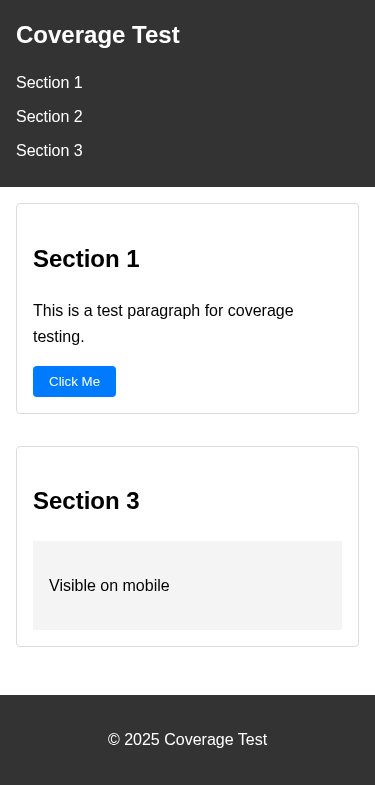 Coverage Test
Section 1
Section 2
Section 3
Section 1
This is a test paragraph for coverage
testing.
Click Me
Section 3
Visible on mobile
© 2025 Coverage Test